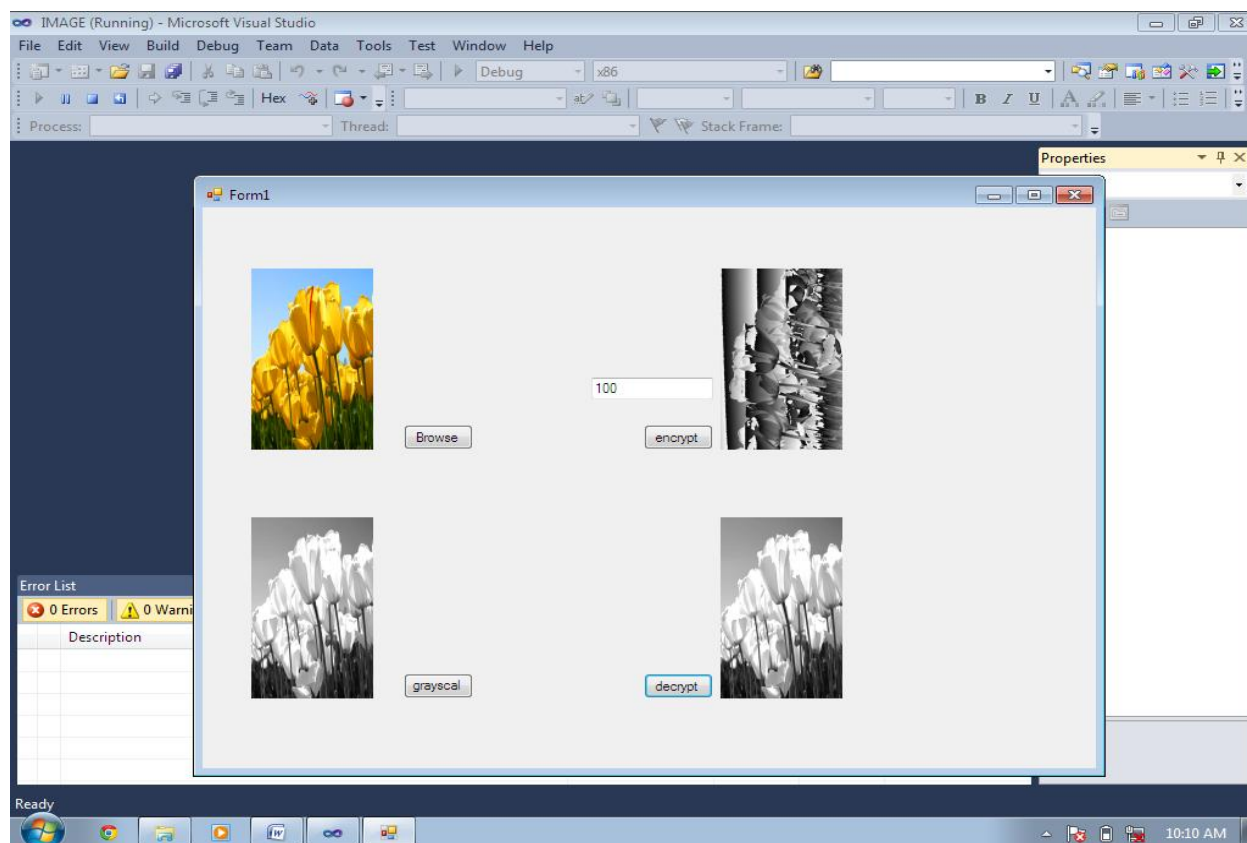 IMAGE (Running) - Microsoft Visual Studio
File Edit View Build Debug Team Data Tools Test Window Help
Debug x86
Hex
Process: Thread: Stack Frame:
Properties
Form1
100
Browse
encrypt
grayscal
decrypt
Error List
0 Errors 0 Warni
Description
Ready
10:10 AM